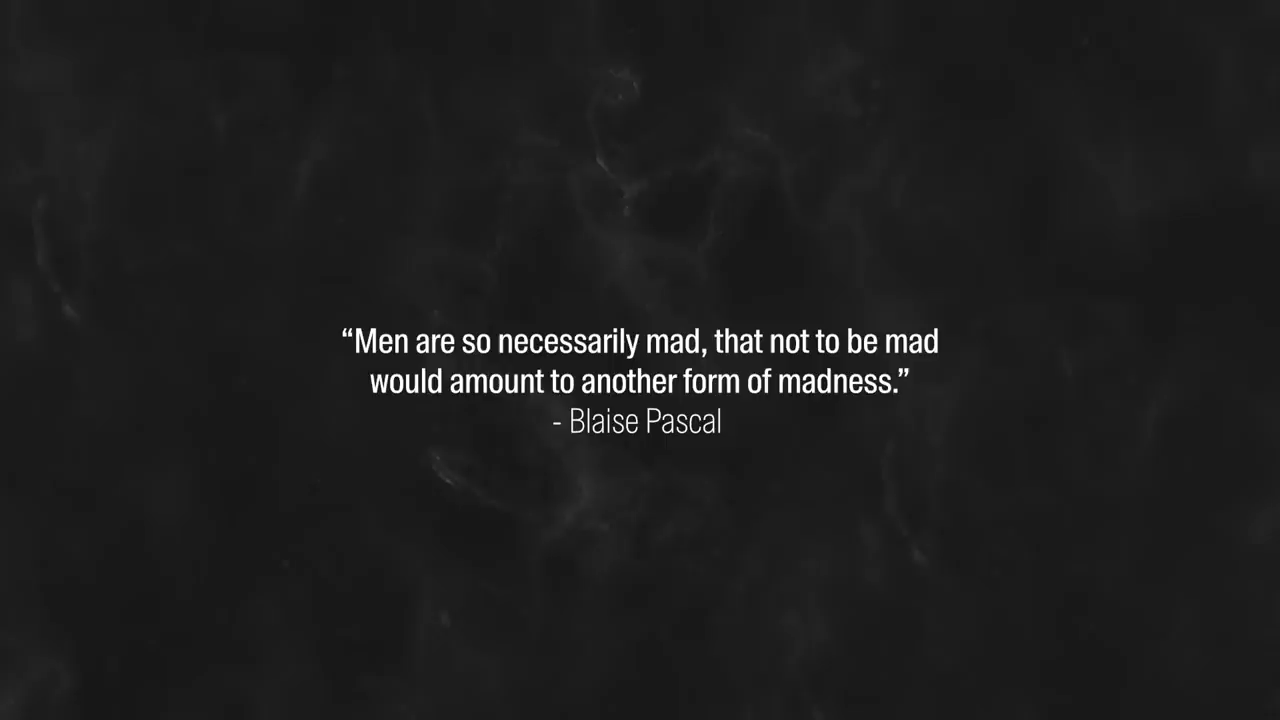 “Men are so necessarily mad, that not to be mad
would amount to another form of madness.”
- Blaise Pascal